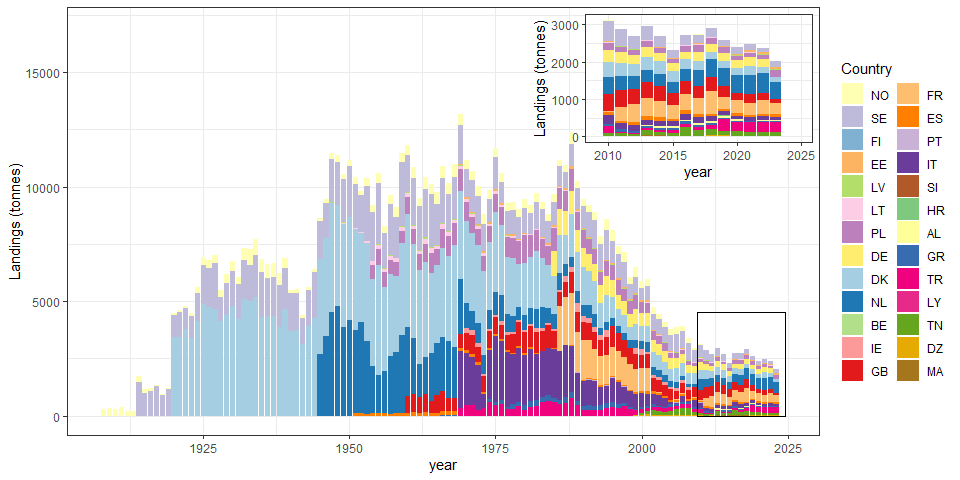 Landings (tonnes)
15000
10000
5000
0
1925
1950
1975
2000
2025
year
Landings (tonnes)
3000
2000
1000
0
2010
2015
2020
2025
year
Country
NO FR
SE ES
FI PT
EE IT
LV SI
LT HR
PL AL
DE GR
DK TR
NL LY
BE TN
IE DZ
GB MA